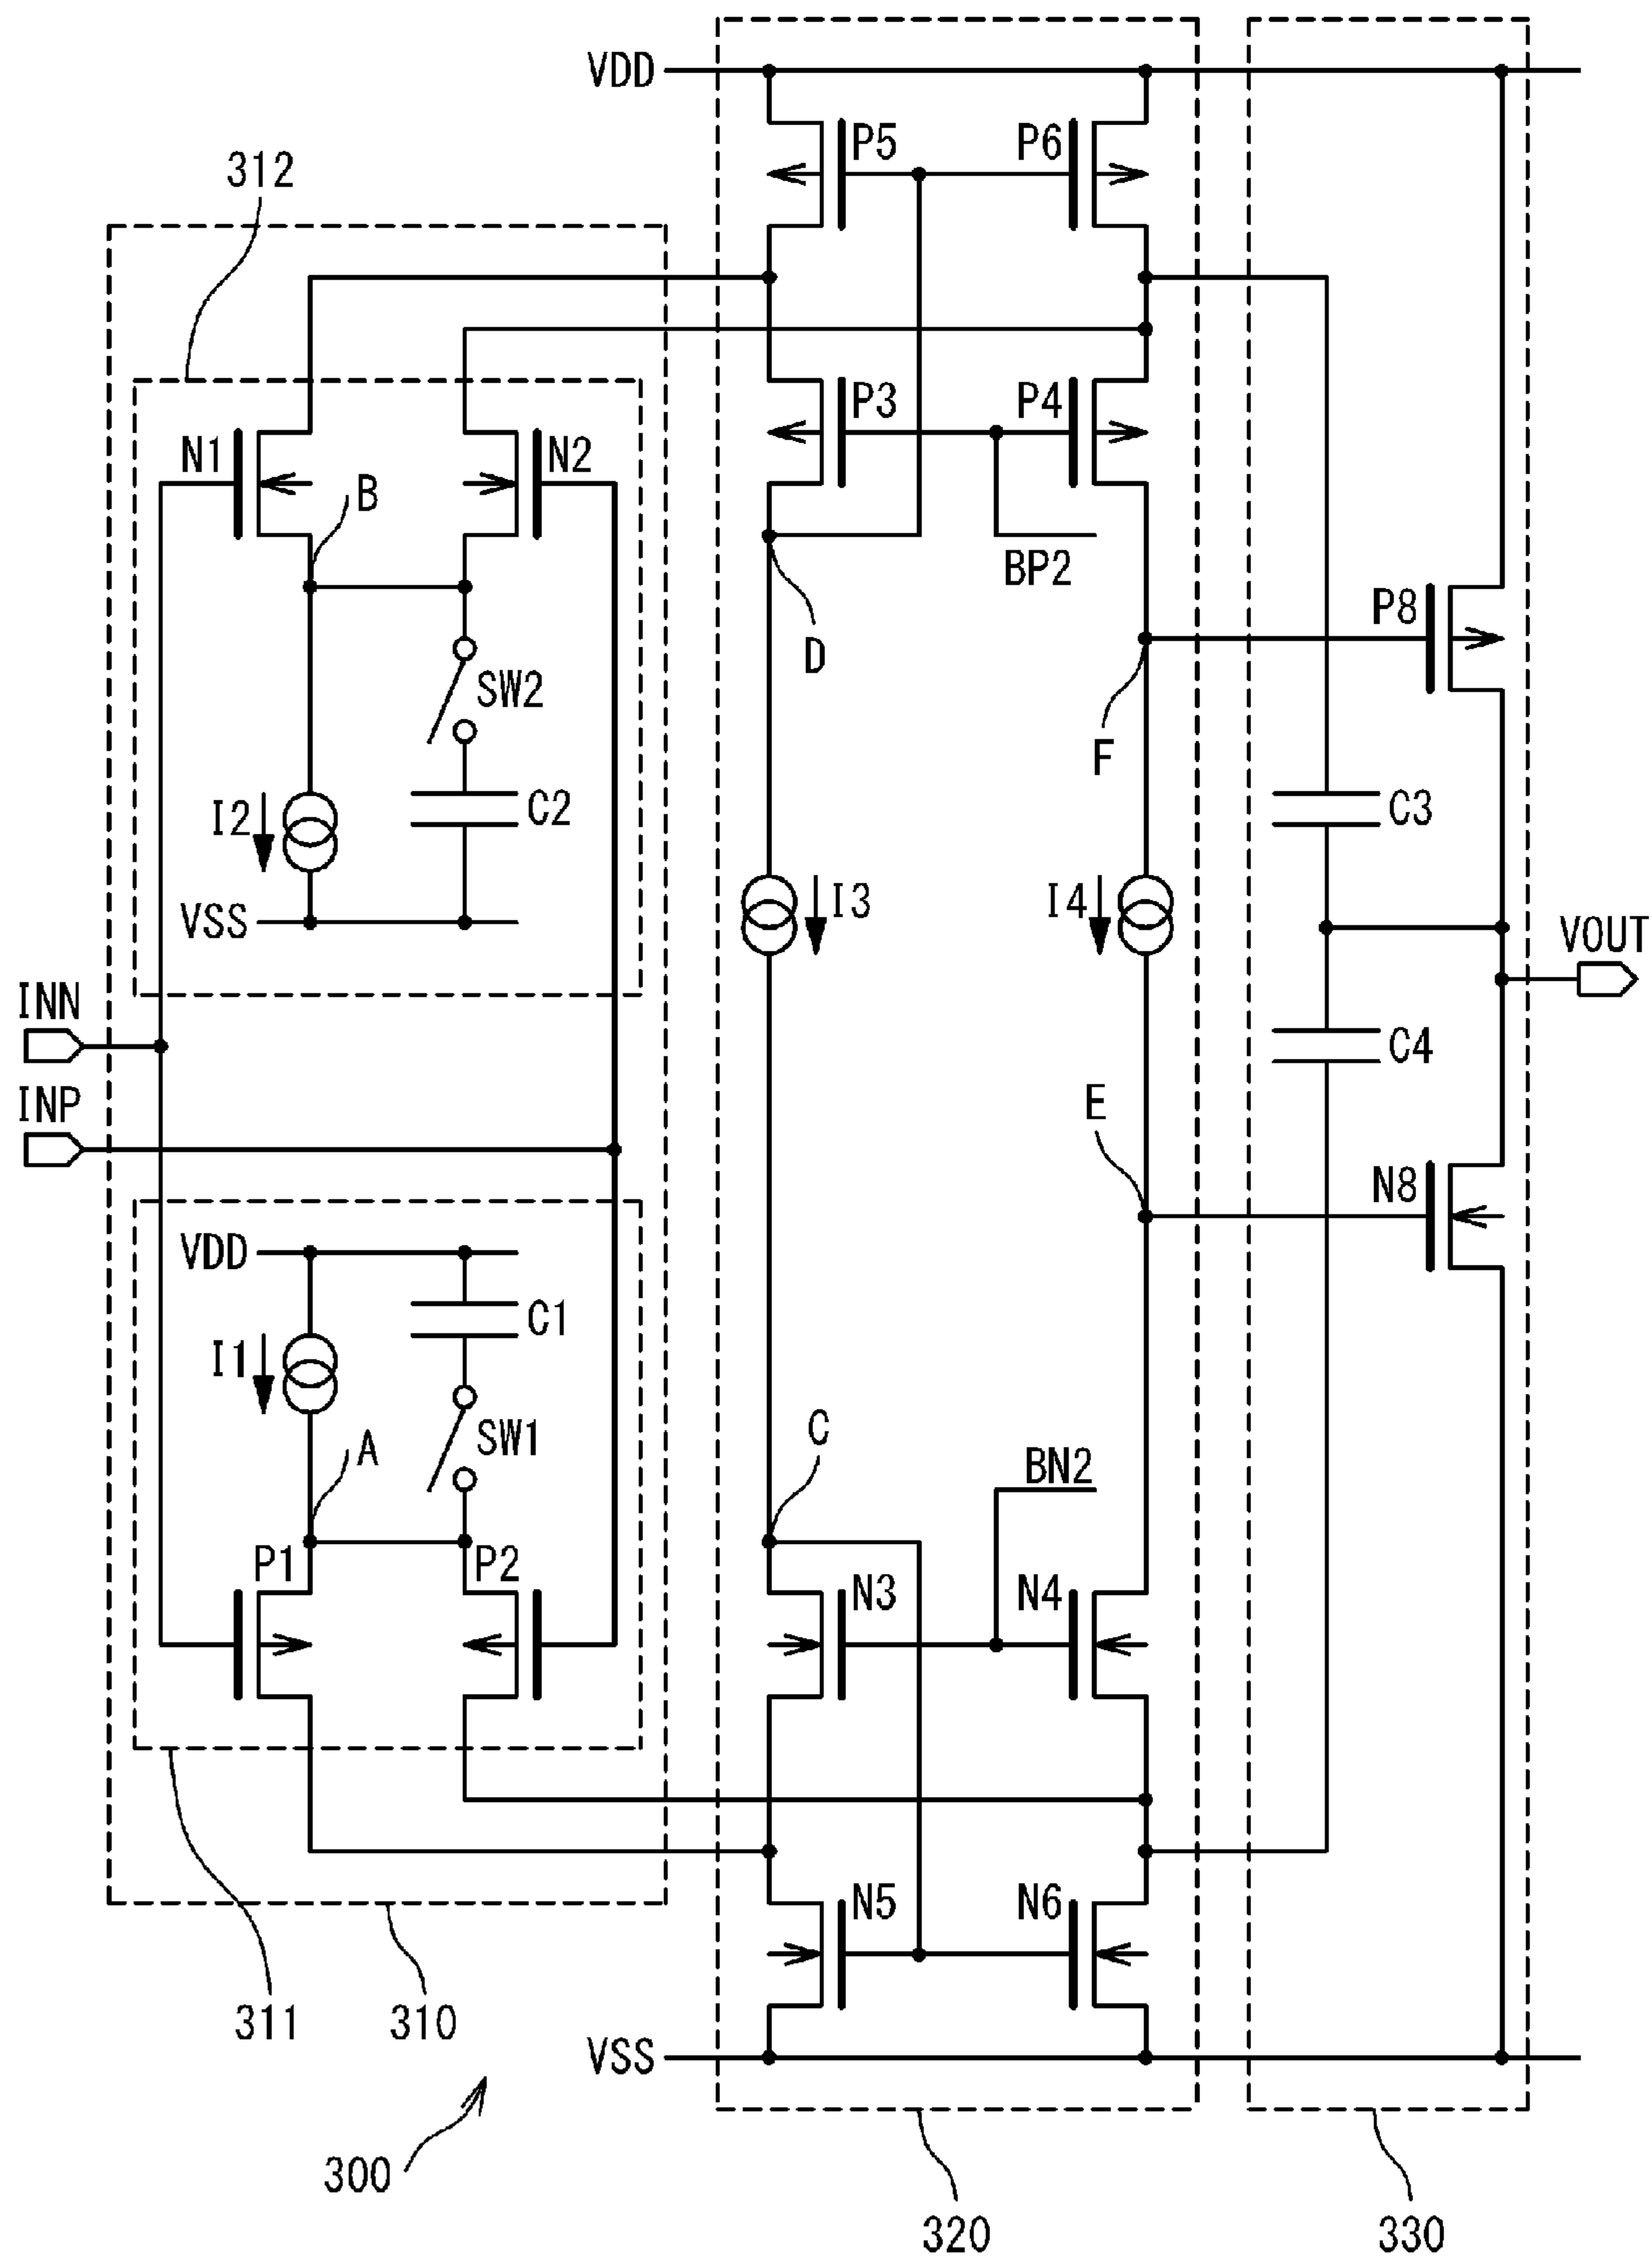 VDD
P5
P6
312
P3
P4
N1
N2
B
BP2
P8
D
SW2
F
I2
C2
C3
I3
I4
VSS
VOUT
INN
C4
INP
E
N8
VDD
C1
I1
SW1
C
A
BN2
P1
P2
N3
N4
N5
N6
311
310
VSS
300
320
330